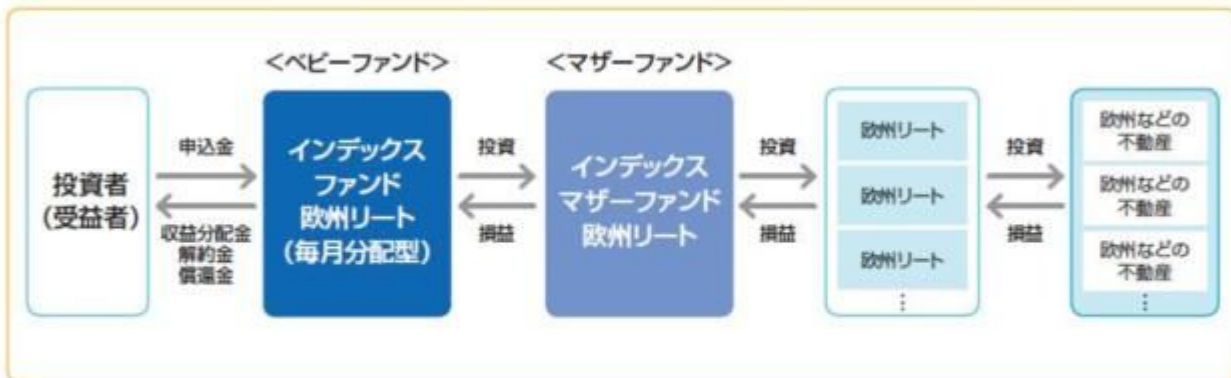 <ベビーファンド>
<マザーファンド>
投資者
(受益者)
申込金
収益分配金
解約金
償還金
インデックス
ファンド
欧州リート
(毎月分配型)
投資
損益
インデックス
マザーファンド
欧州リート
投資
損益
欧州リート
欧州リート
欧州リート
⋮
投資
損益
欧州などの
不動産
欧州などの
不動産
欧州などの
不動産
⋮